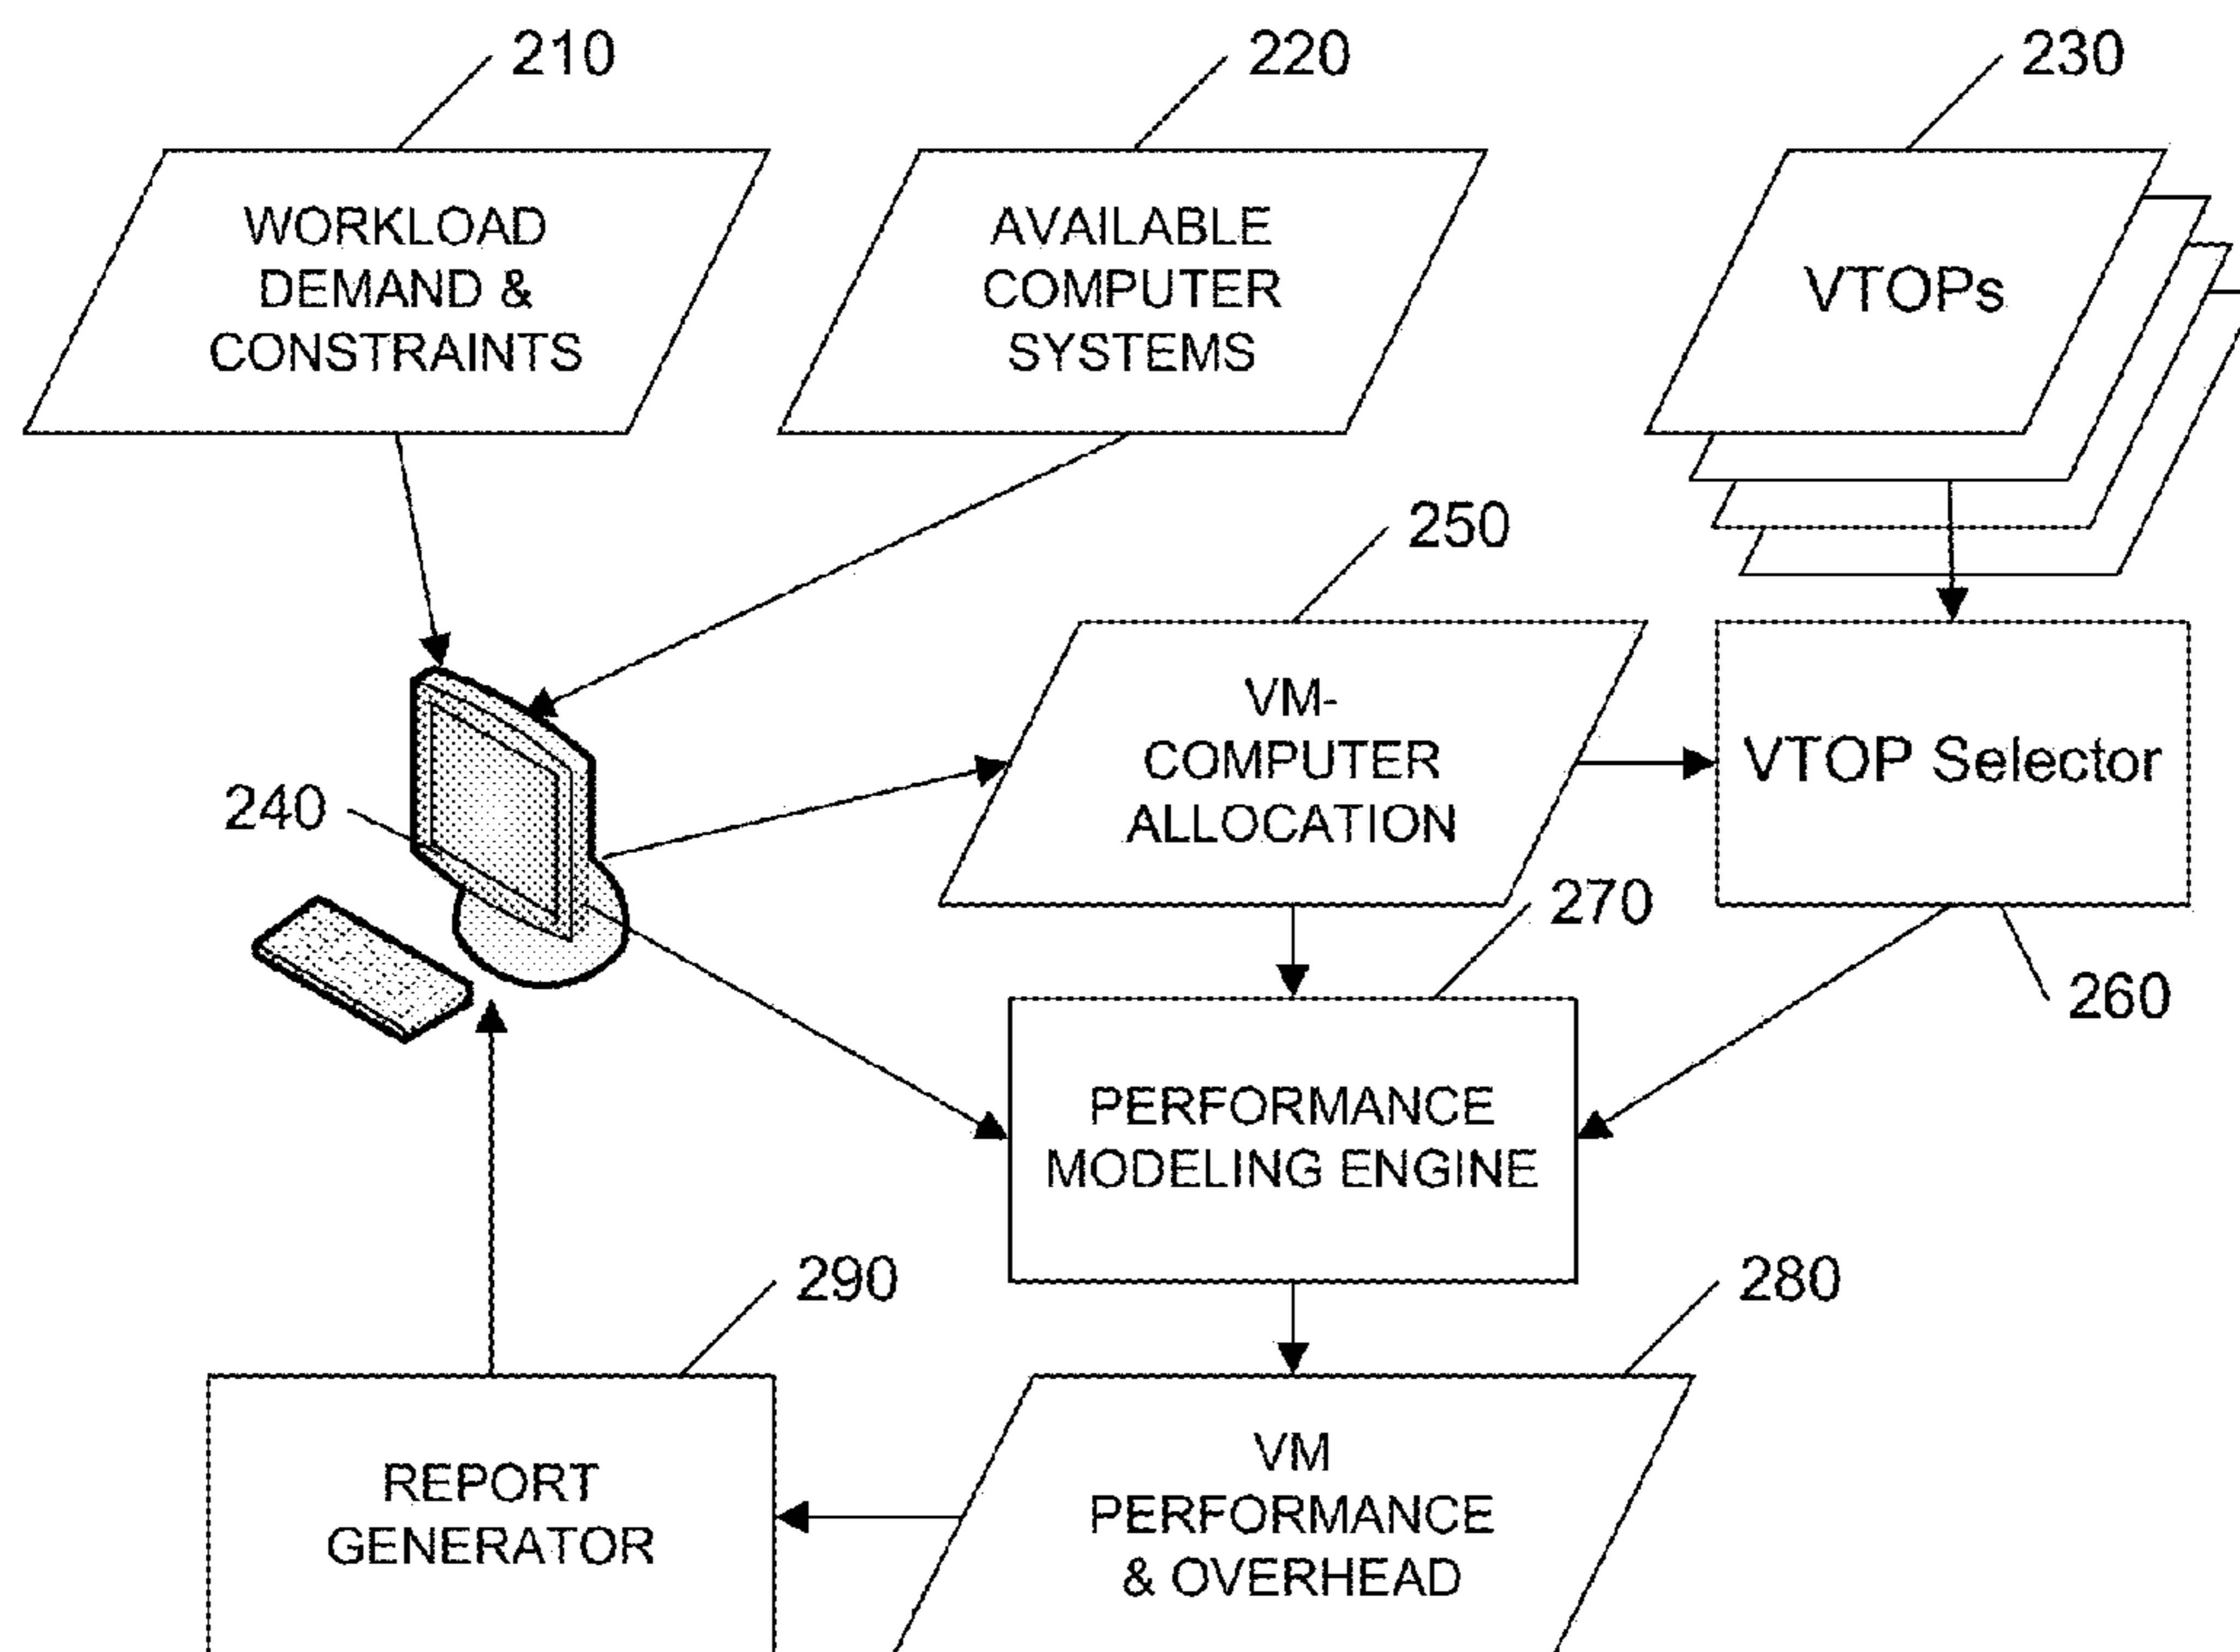 210
220
230
WORKLOAD
DEMAND &
CONSTRAINTS
AVAILABLE
COMPUTER
SYSTEMS
VTOPs
250
VM-
COMPUTER
ALLOCATION
VTOP Selector
240
270
260
PERFORMANCE
MODELING ENGINE
290
280
REPORT
GENERATOR
VM
PERFORMANCE
& OVERHEAD